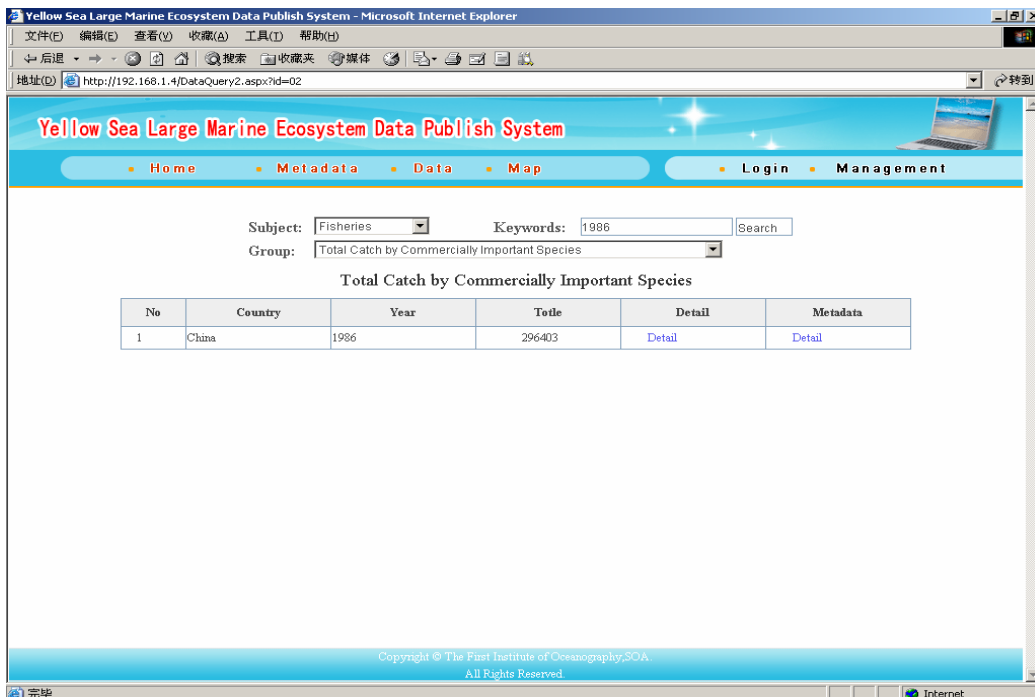 Yellow Sea Large Marine Ecosystem Data Publish System - Microsoft Internet Explorer
文件(F) 编辑(E) 查看(V) 收藏(A) 工具(T) 帮助(H)
后退 搜索 收藏夹 媒体
地址(D) http://192.168.1.4/DataQuery2.aspx?id=02 转到
Yellow Sea Large Marine Ecosystem Data Publish System
Home Metadata Data Map Login Management
Subject: Fisheries Keywords: 1986 Search
Group: Total Catch by Commercially Important Species
Total Catch by Commercially Important Species
No Country Year Totle Detail Metadata
1 China 1986 296403 Detail Detail
Copyright © The First Institute of Oceanography,SOA.
All Rights Reserved.
完毕 Internet